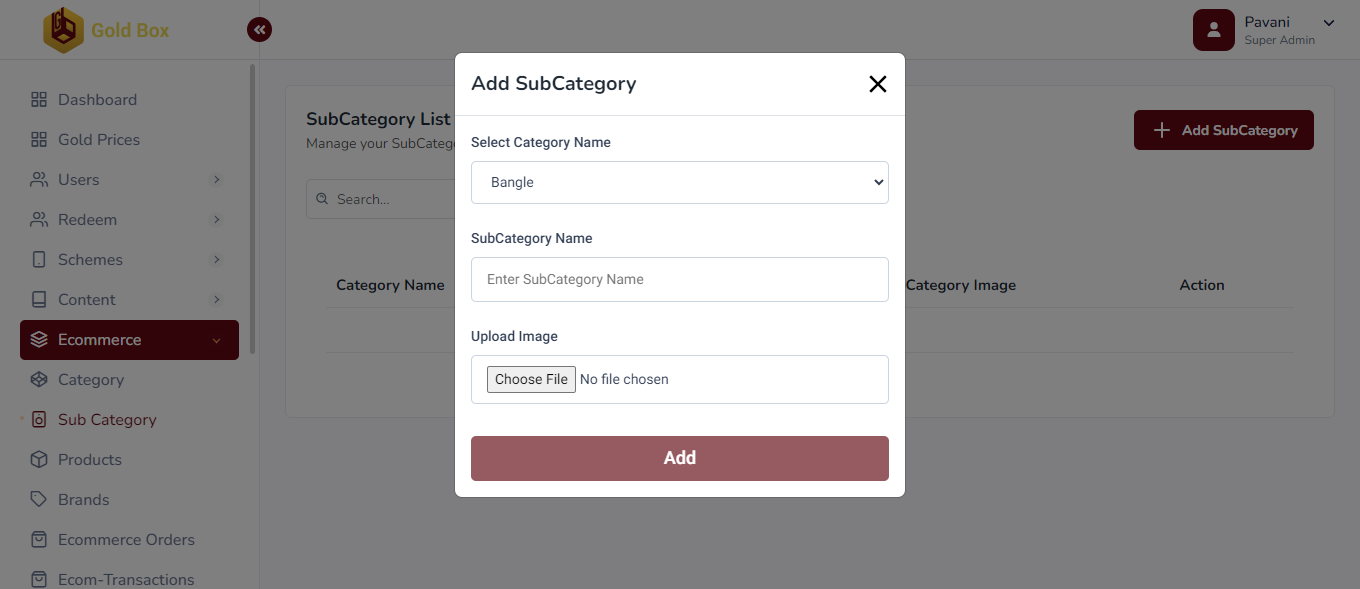 Gold Box
Pavani
Super Admin
Dashboard
Gold Prices
Users
Redeem
Schemes
Content
Ecommerce
Category
Sub Category
Products
Brands
Ecommerce Orders
Ecom-Transactions
SubCategory List
Manage your SubCateg
Add SubCategory
Search...
Category Name
Category Image
Action
Add SubCategory
Select Category Name
Bangle
SubCategory Name
Enter SubCategory Name
Upload Image
Choose File No file chosen
Add